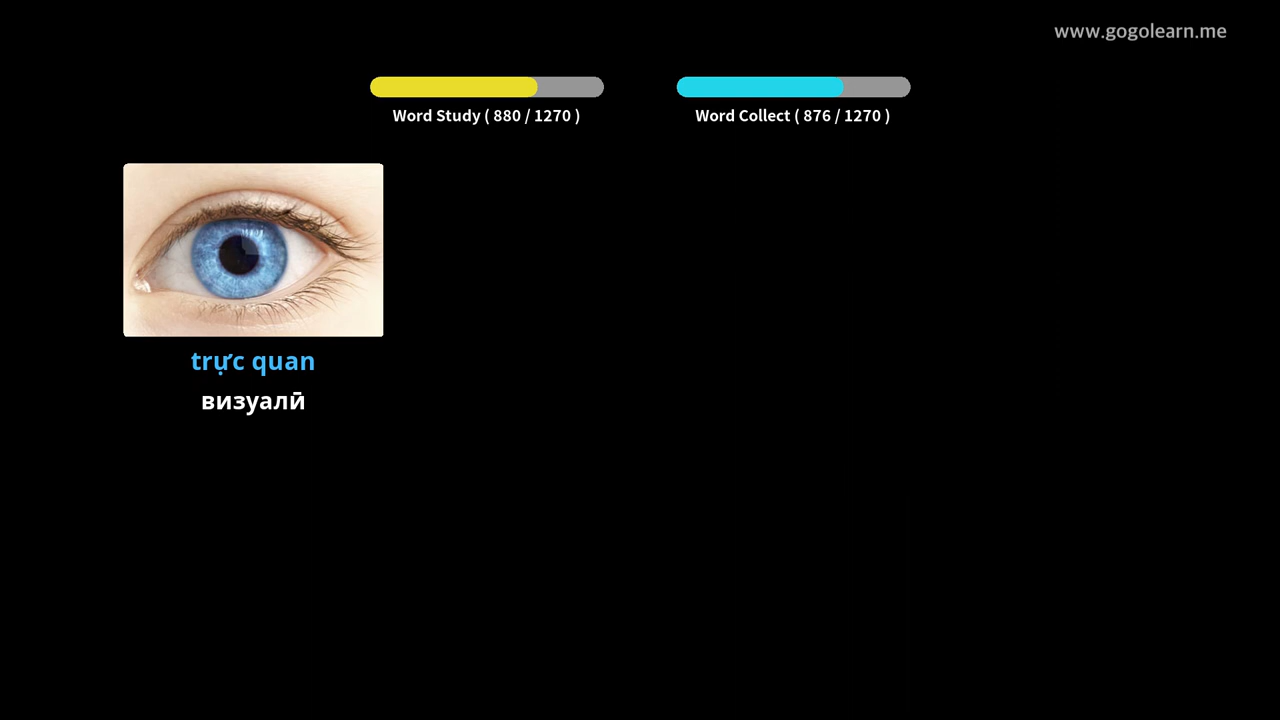 www.gogolearn.me
Word Study ( 880 / 1270 )
Word Collect ( 876 / 1270 )
trực quan
визуалӣ